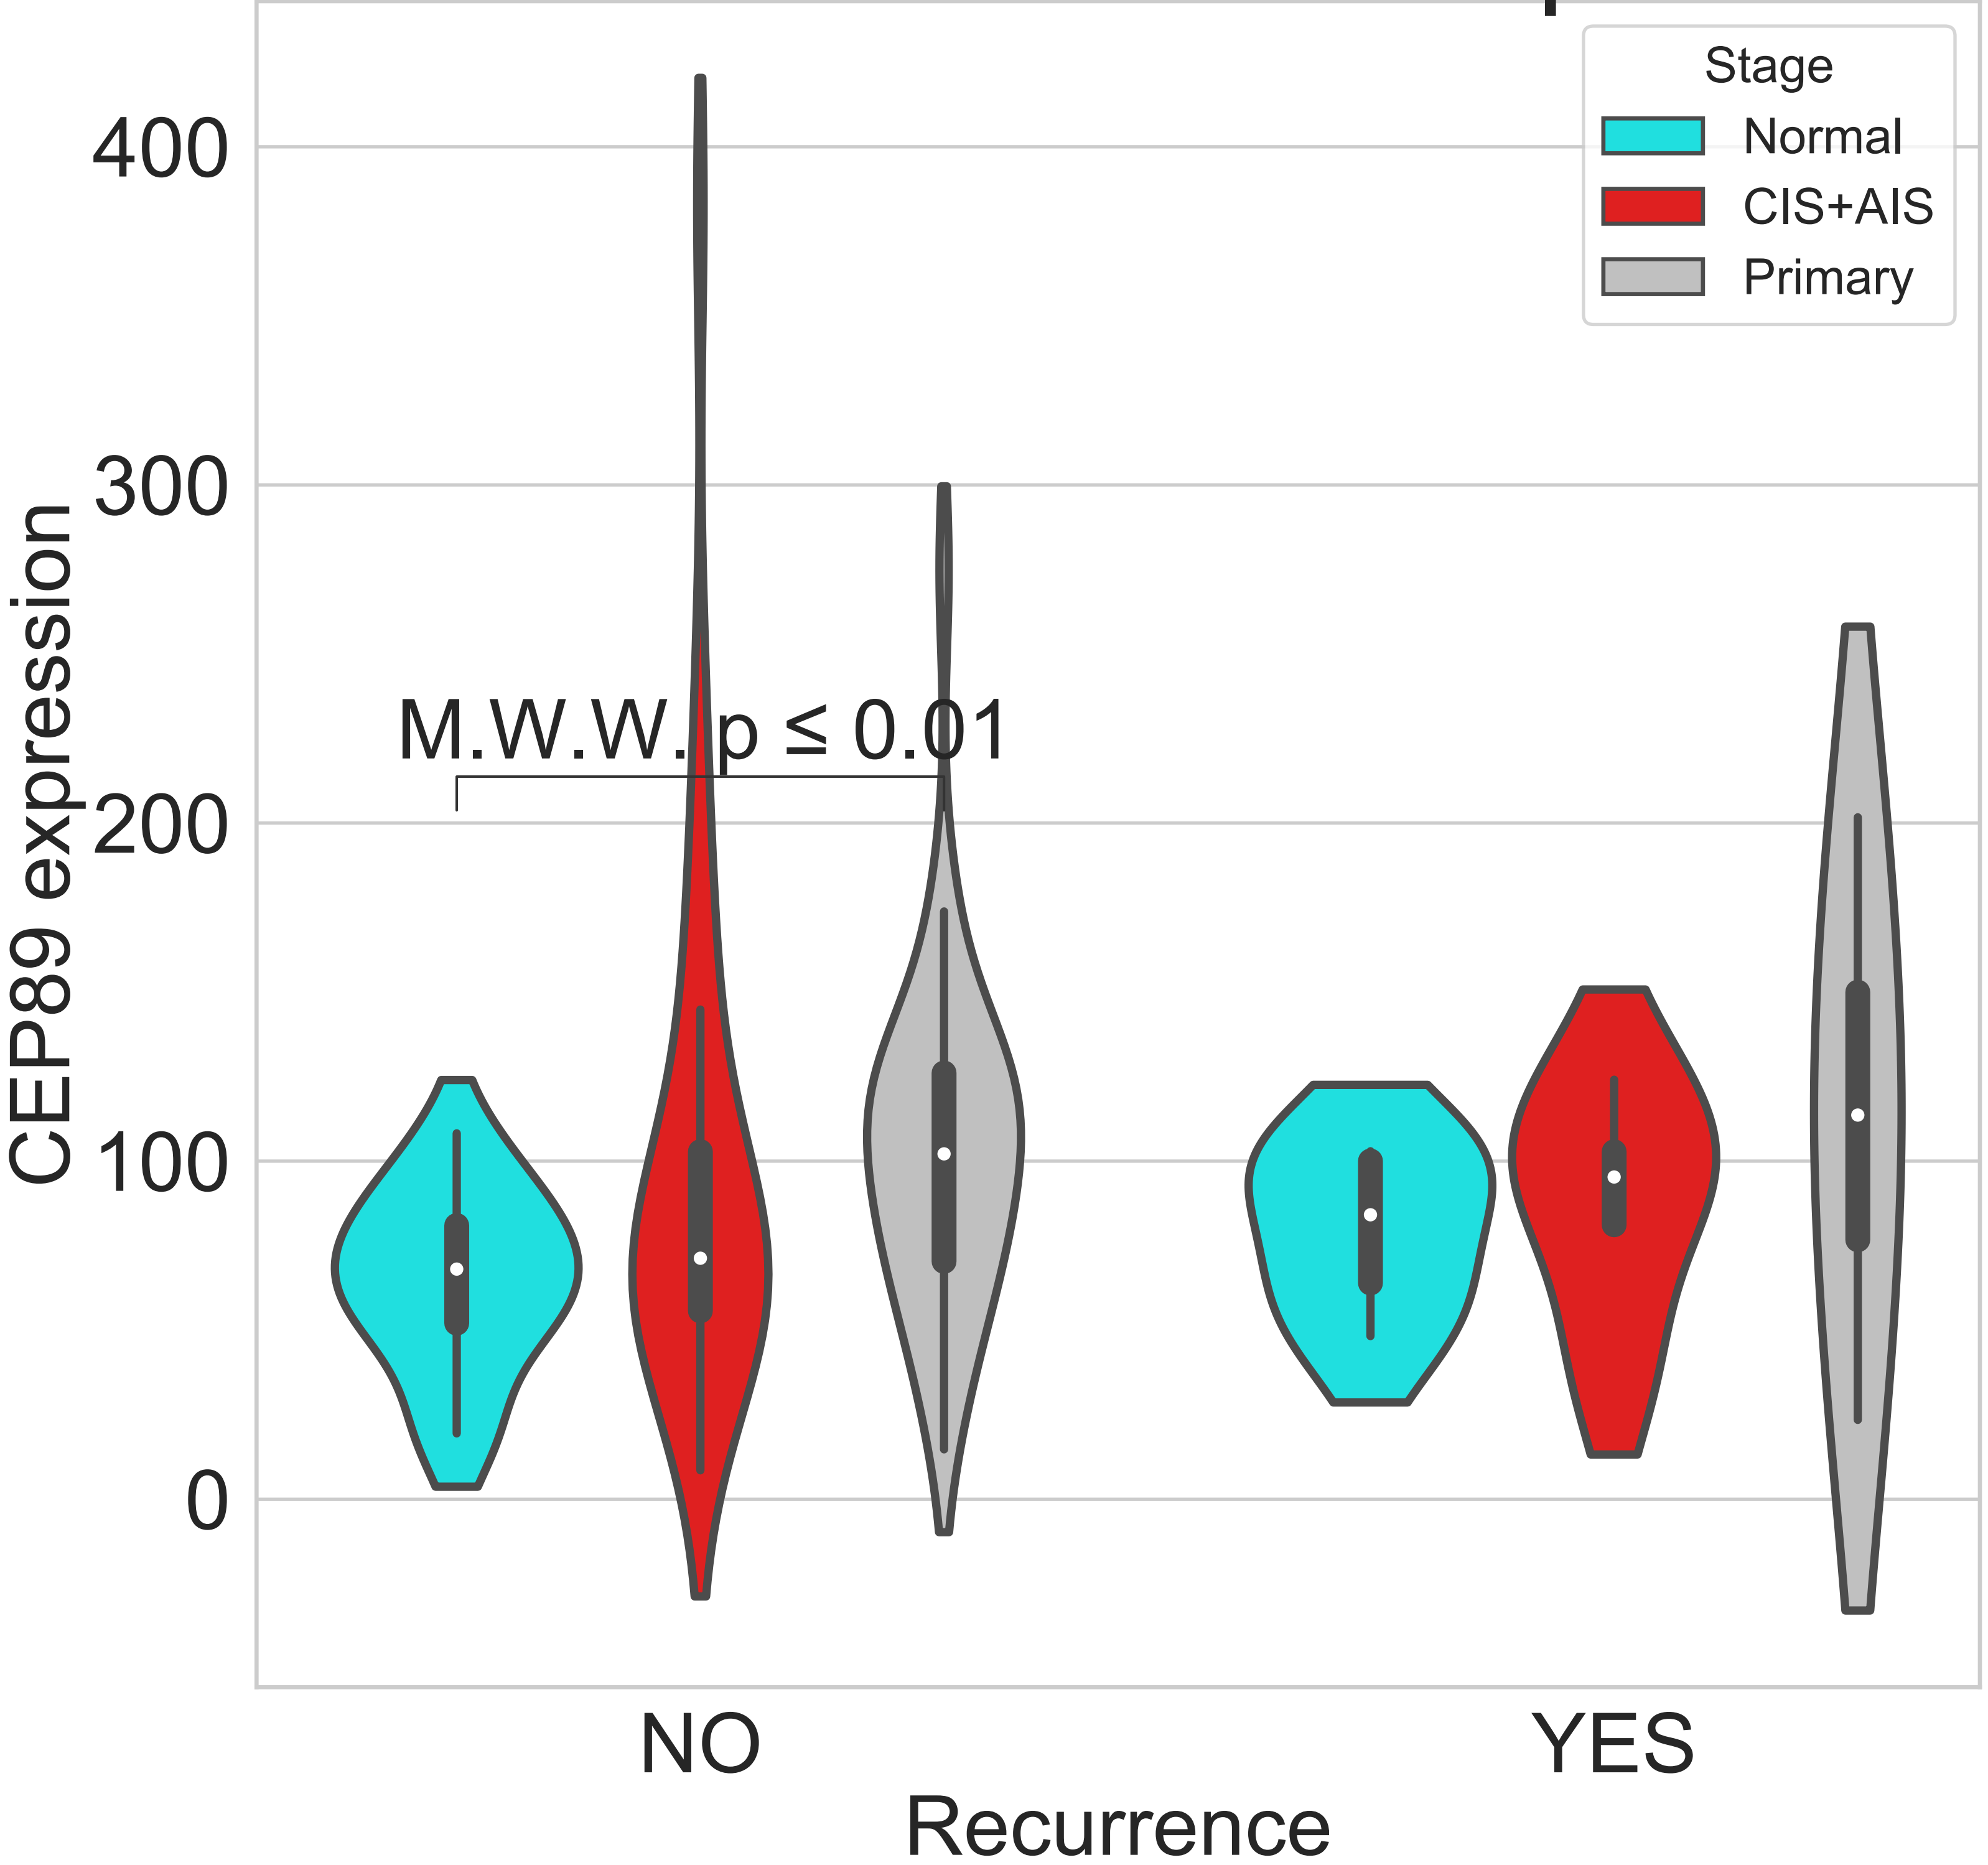 Stage
Normal
CIS+AIS
Primary
400
300
200
100
0
CEP89 expression
M.W.W. p ≤ 0.01
NO
YES
Recurrence